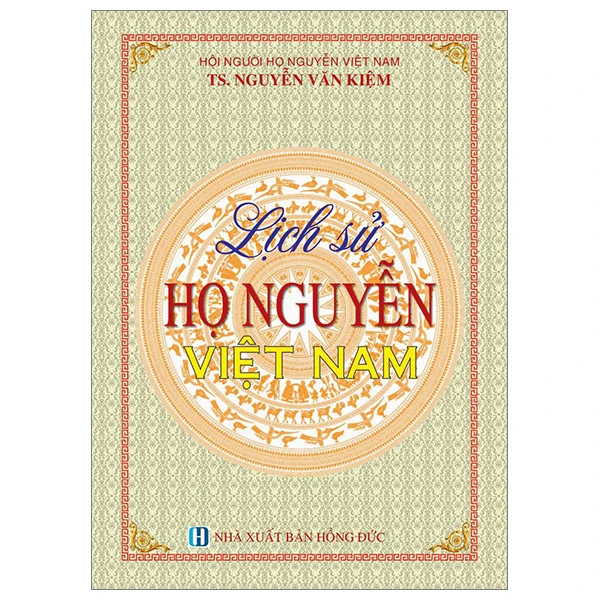 HỘI NGƯỜI HỌ NGUYỄN VIỆT NAM
TS. NGUYỄN VĂN KIỆM
Lịch sử
HỌ NGUYỄN
VIỆT NAM
H NHÀ XUẤT BẢN HỒNG ĐỨC